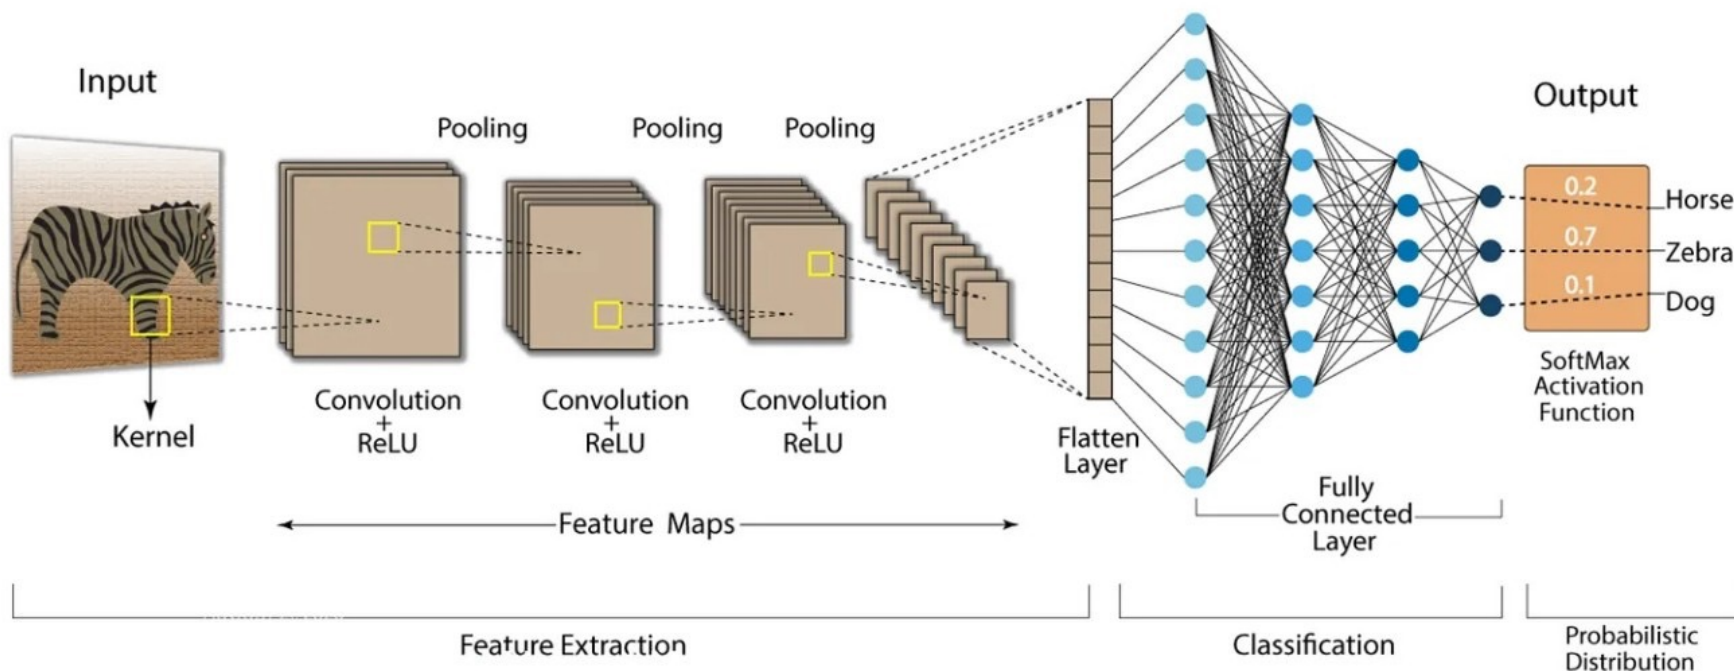 Input
Pooling
Pooling
Pooling
Output
Kernel
Convolution
+
ReLU
Convolution
+
ReLU
Convolution
+
ReLU
Flatten
Layer
0.2
Horse
0.7
Zebra
0.1
Dog
SoftMax
Activation
Function
Feature Maps
Fully
Connected
Layer
Feature Extraction
Classification
Probabilistic
Distribution